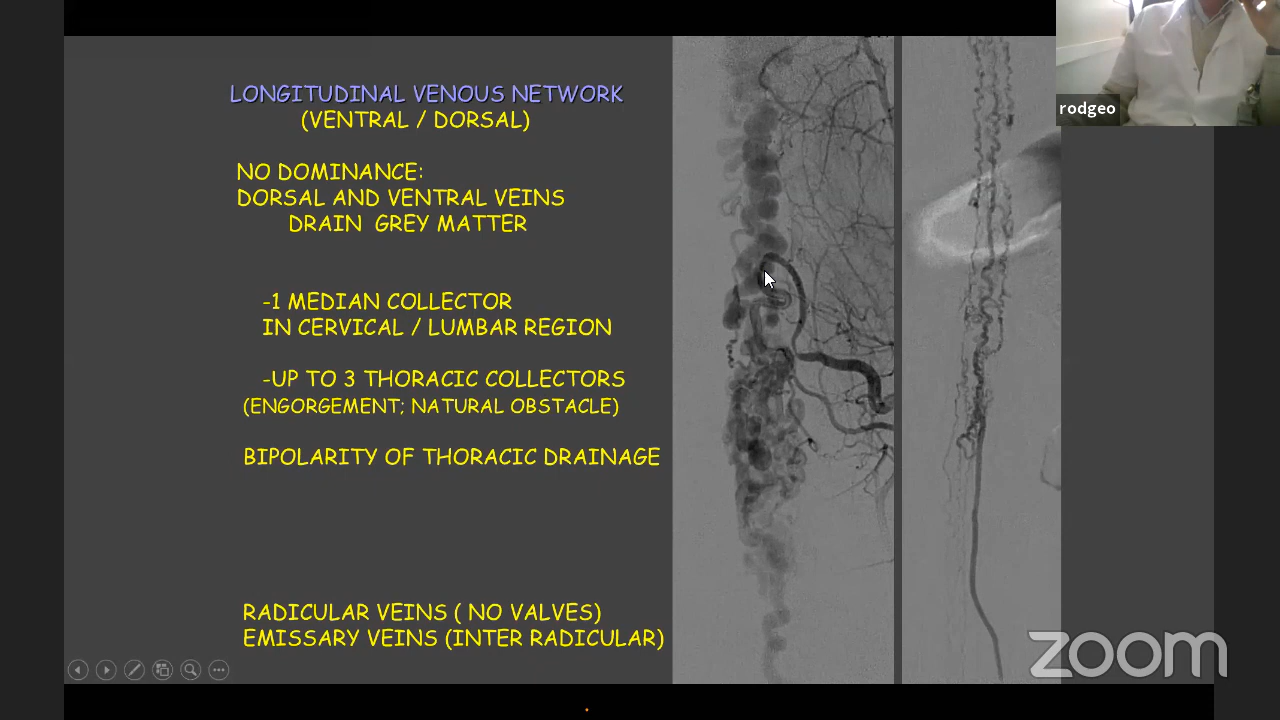 LONGITUDINAL VENOUS NETWORK
(VENTRAL / DORSAL)
NO DOMINANCE:
DORSAL AND VENTRAL VEINS
DRAIN GREY MATTER
-1 MEDIAN COLLECTOR
IN CERVICAL / LUMBAR REGION
-UP TO 3 THORACIC COLLECTORS
(ENGORGEMENT; NATURAL OBSTACLE)
BIPOLARITY OF THORACIC DRAINAGE
RADICULAR VEINS ( NO VALVES)
EMISSARY VEINS (INTER RADICULAR)
rodgeo
zoom